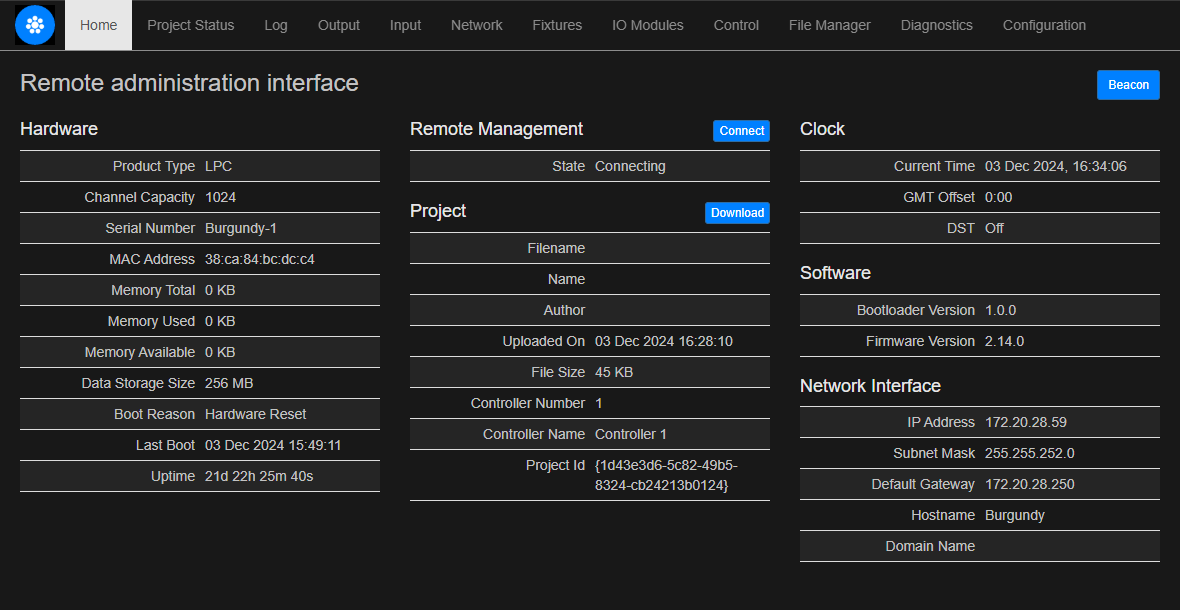 Home Project Status Log Output Input Network Fixtures IO Modules Control File Manager Diagnostics Configuration
Remote administration interface
Beacon
Hardware
Product Type LPC
Channel Capacity 1024
Serial Number Burgundy-1
MAC Address 38:ca:84:bc:dc:c4
Memory Total 0 KB
Memory Used 0 KB
Memory Available 0 KB
Data Storage Size 256 MB
Boot Reason Hardware Reset
Last Boot 03 Dec 2024 15:49:11
Uptime 21d 22h 25m 40s
Remote Management
Connect
State Connecting
Project
Download
Filename
Name
Author
Uploaded On 03 Dec 2024 16:28:10
File Size 45 KB
Controller Number 1
Controller Name Controller 1
Project Id {1d43e3d6-5c82-49b5-
8324-cb24213b0124}
Clock
Current Time 03 Dec 2024, 16:34:06
GMT Offset 0:00
DST Off
Software
Bootloader Version 1.0.0
Firmware Version 2.14.0
Network Interface
IP Address 172.20.28.59
Subnet Mask 255.255.252.0
Default Gateway 172.20.28.250
Hostname Burgundy
Domain Name